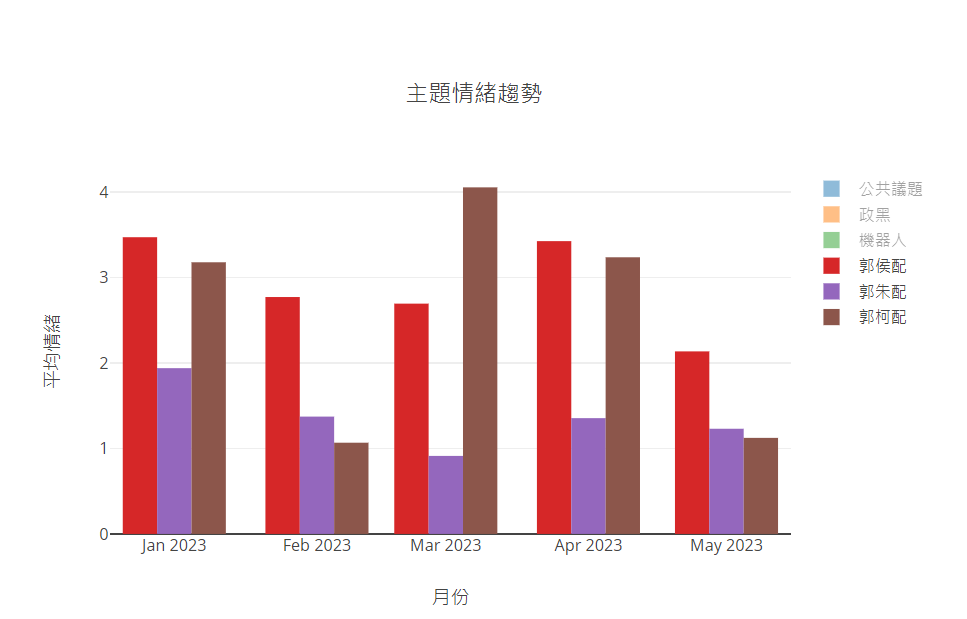 主題情緒趨勢
平均情緒
4
3
2
1
0
Jan 2023
Feb 2023
Mar 2023
Apr 2023
May 2023
月份
公共議題
政黑
機器人
郭侯配
郭朱配
郭柯配